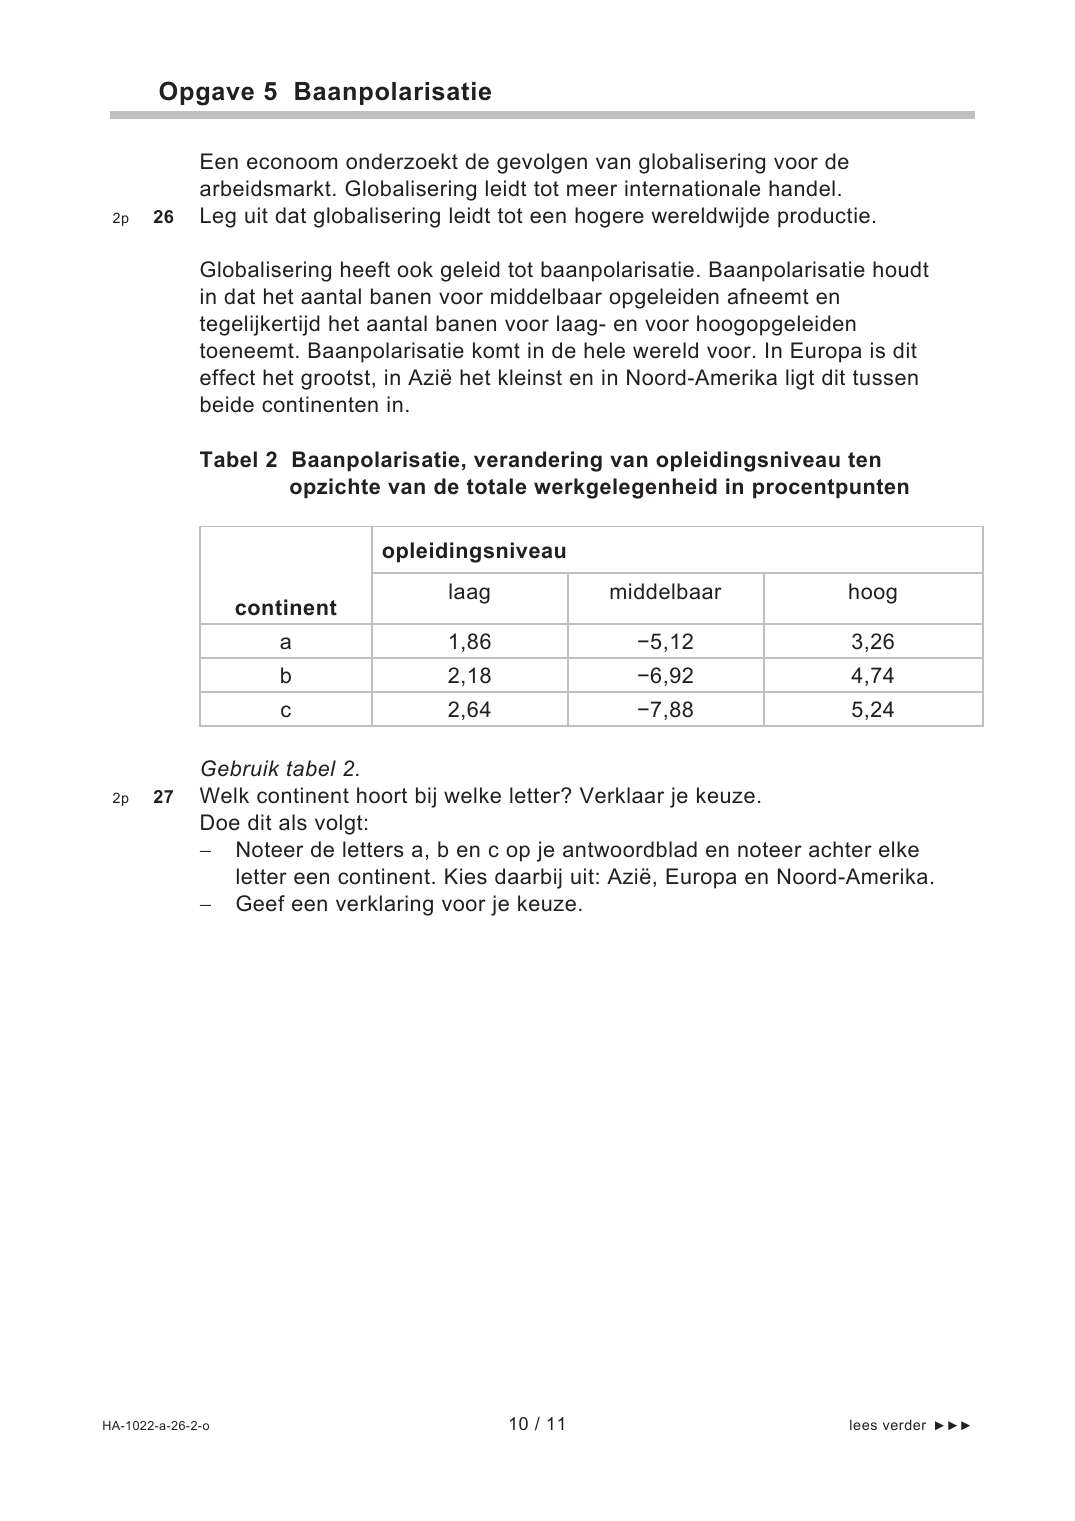 Opgave 5 Baanpolarisatie
Een econoom onderzoekt de gevolgen van globalisering voor de
arbeidsmarkt. Globalisering leidt tot meer internationale handel.
2p 26 Leg uit dat globalisering leidt tot een hogere wereldwijde productie.
Globalisering heeft ook geleid tot baanpolarisatie. Baanpolarisatie houdt
in dat het aantal banen voor middelbaar opgeleiden afneemt en
tegelijkertijd het aantal banen voor laag- en voor hoogopgeleiden
toeneemt. Baanpolarisatie komt in de hele wereld voor. In Europa is dit
effect het grootst, in Azië het kleinst en in Noord-Amerika ligt dit tussen
beide continenten in.
Tabel 2 Baanpolarisatie, verandering van opleidingsniveau ten
opzichte van de totale werkgelegenheid in procentpunten
opleidingsniveau
continent laag middelbaar hoog
a 1,86 −5,12 3,26
b 2,18 −6,92 4,74
c 2,64 −7,88 5,24
Gebruik tabel 2.
2p 27 Welk continent hoort bij welke letter? Verklaar je keuze.
Doe dit als volgt:
− Noteer de letters a, b en c op je antwoordblad en noteer achter elke
letter een continent. Kies daarbij uit: Azië, Europa en Noord-Amerika.
− Geef een verklaring voor je keuze.
HA-1022-a-26-2-o 10 / 11 lees verder ►►►